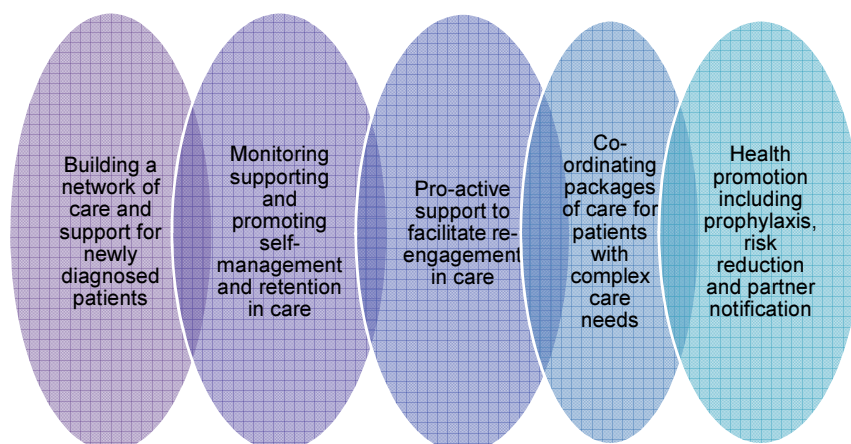 Building a
network of
care and
support for
newly
diagnosed
patients
Monitoring
supporting
and
promoting
self-
management
and retention
in care
Pro-active
support to
facilitate re-
engagement
in care
Co-
ordinating
packages
of care for
patients
with
complex
care
needs
Health
promotion
including
prophylaxis,
risk
reduction
and partner
notification